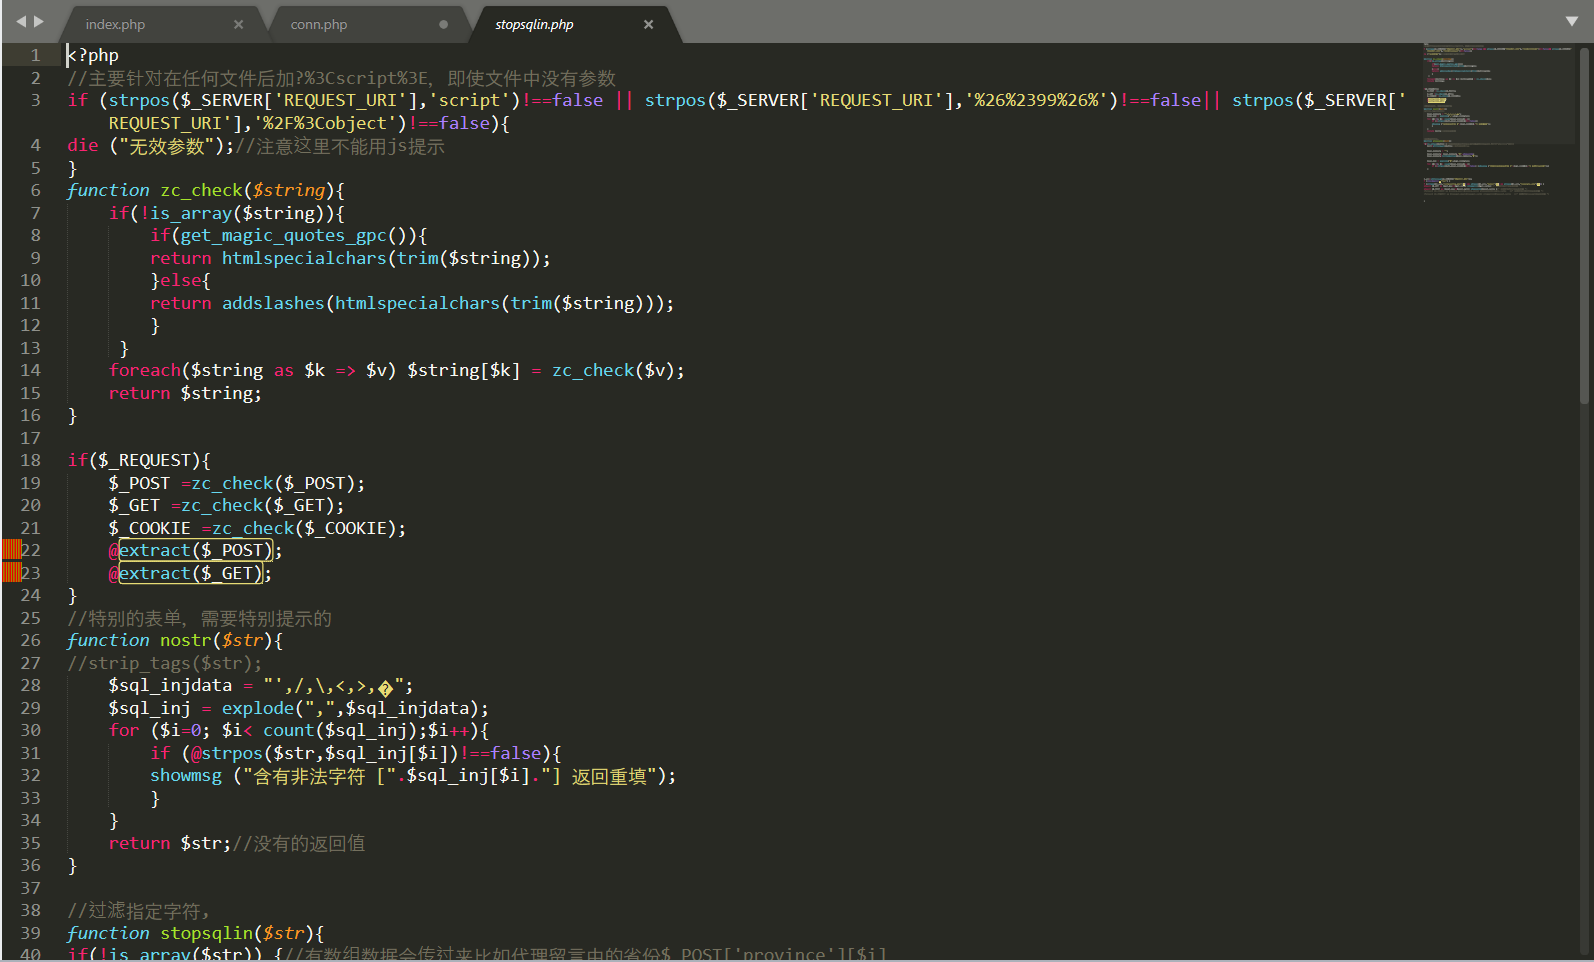 index.php × conn.php stopsqlin.php ×
1 <?php
2 //主要针对在任何文件后加?%3Cscript%3E, 即使文件中没有参数
3 if (strpos($_SERVER['REQUEST_URI'],'script')!==false || strpos($_SERVER['REQUEST_URI'],'%26%2399%26%')!==false|| strpos($_SERVER['
REQUEST_URI'],'%2F%3Cobject')!==false){
4 die ("无效参数");//注意这里不能用js提示
5 }
6 function zc_check($string){
7 if(!is_array($string)){
8 if(get_magic_quotes_gpc()){
9 return htmlspecialchars(trim($string));
10 }else{
11 return addslashes(htmlspecialchars(trim($string)));
12 }
13 }
14 foreach($string as $k => $v) $string[$k] = zc_check($v);
15 return $string;
16 }
17
18 if($_REQUEST){
19 $_POST =zc_check($_POST);
20 $_GET =zc_check($_GET);
21 $_COOKIE =zc_check($_COOKIE);
22 @extract($_POST);
23 @extract($_GET);
24 }
25 //特别的表单, 需要特别提示的
26 function nostr($str){
27 //strip_tags($str);
28 $sql_injdata = "',/,\,<,>,�";
29 $sql_inj = explode(",",$sql_injdata);
30 for ($i=0; $i< count($sql_inj);$i++){
31 if (@strpos($str,$sql_inj[$i])!==false){
32 showmsg ("含有非法字符 [".$sql_inj[$i]."] 返回重填");
33 }
34 }
35 return $str;//没有的返回值
36 }
37
38 //过滤指定字符,
39 function stopsqlin($str){
40 if(!is_array($str)) {//有数组数据会传过来比如代理留言中的省份$_POST['province'][$i]